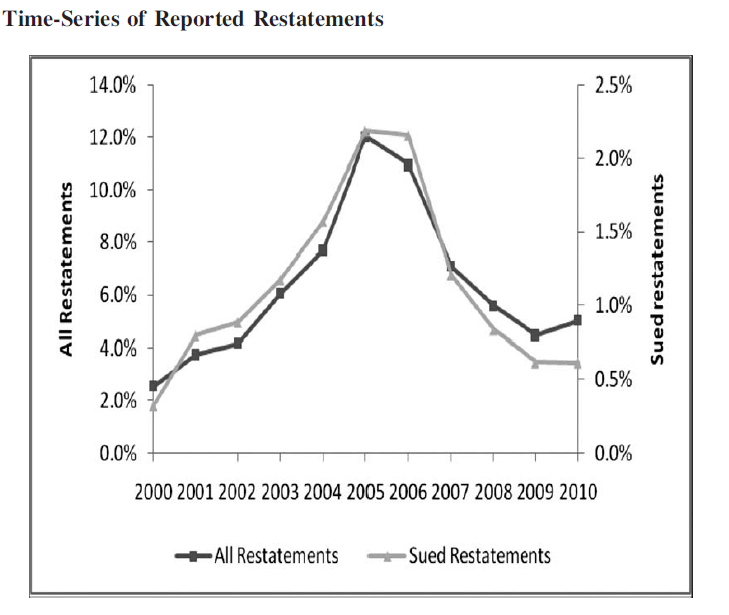 Time-Series of Reported Restatements
14.0%
12.0%
10.0%
8.0%
6.0%
4.0%
2.0%
0.0%
All Restatements
2.5%
2.0%
1.5%
1.0%
0.5%
0.0%
Sued restatements
2000 2001 2002 2003 2004 2005 2006 2007 2008 2009 2010
All Restatements Sued Restatements